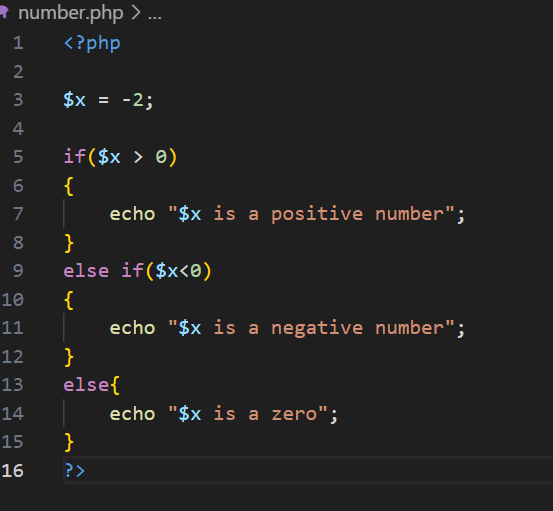 number.php > ...
1 <?php
2
3 $x = -2;
4
5 if($x > 0)
6 {
7     echo "$x is a positive number";
8 }
9 else if($x<0)
10 {
11     echo "$x is a negative number";
12 }
13 else{
14     echo "$x is a zero";
15 }
16 ?>